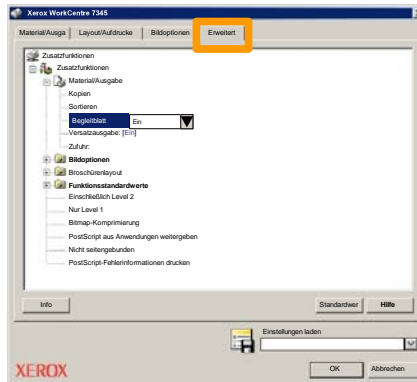 Xerox WorkCentre 7345
Material/Ausga Layout/Aufdrucke Bildoptionen Erweitert
Zusatzfunktionen
Zusatzfunktionen
Material/Ausgabe
Kopien
Sortieren
Begleitblatt Ein
Versatzausgabe: [Ein]
Zufuhr:
Bildoptionen
Broschürenlayout
Funktionsstandardwerte
Einschließlich Level 2
Nur Level 1
Bitmap-Komprimierung
PostScript aus Anwendungen weitergeben
Nicht seitengebunden
PostScript-Fehlerinformationen drucken
Info Standardwer Hilfe
Einstellungen laden
XEROX OK Abbrechen